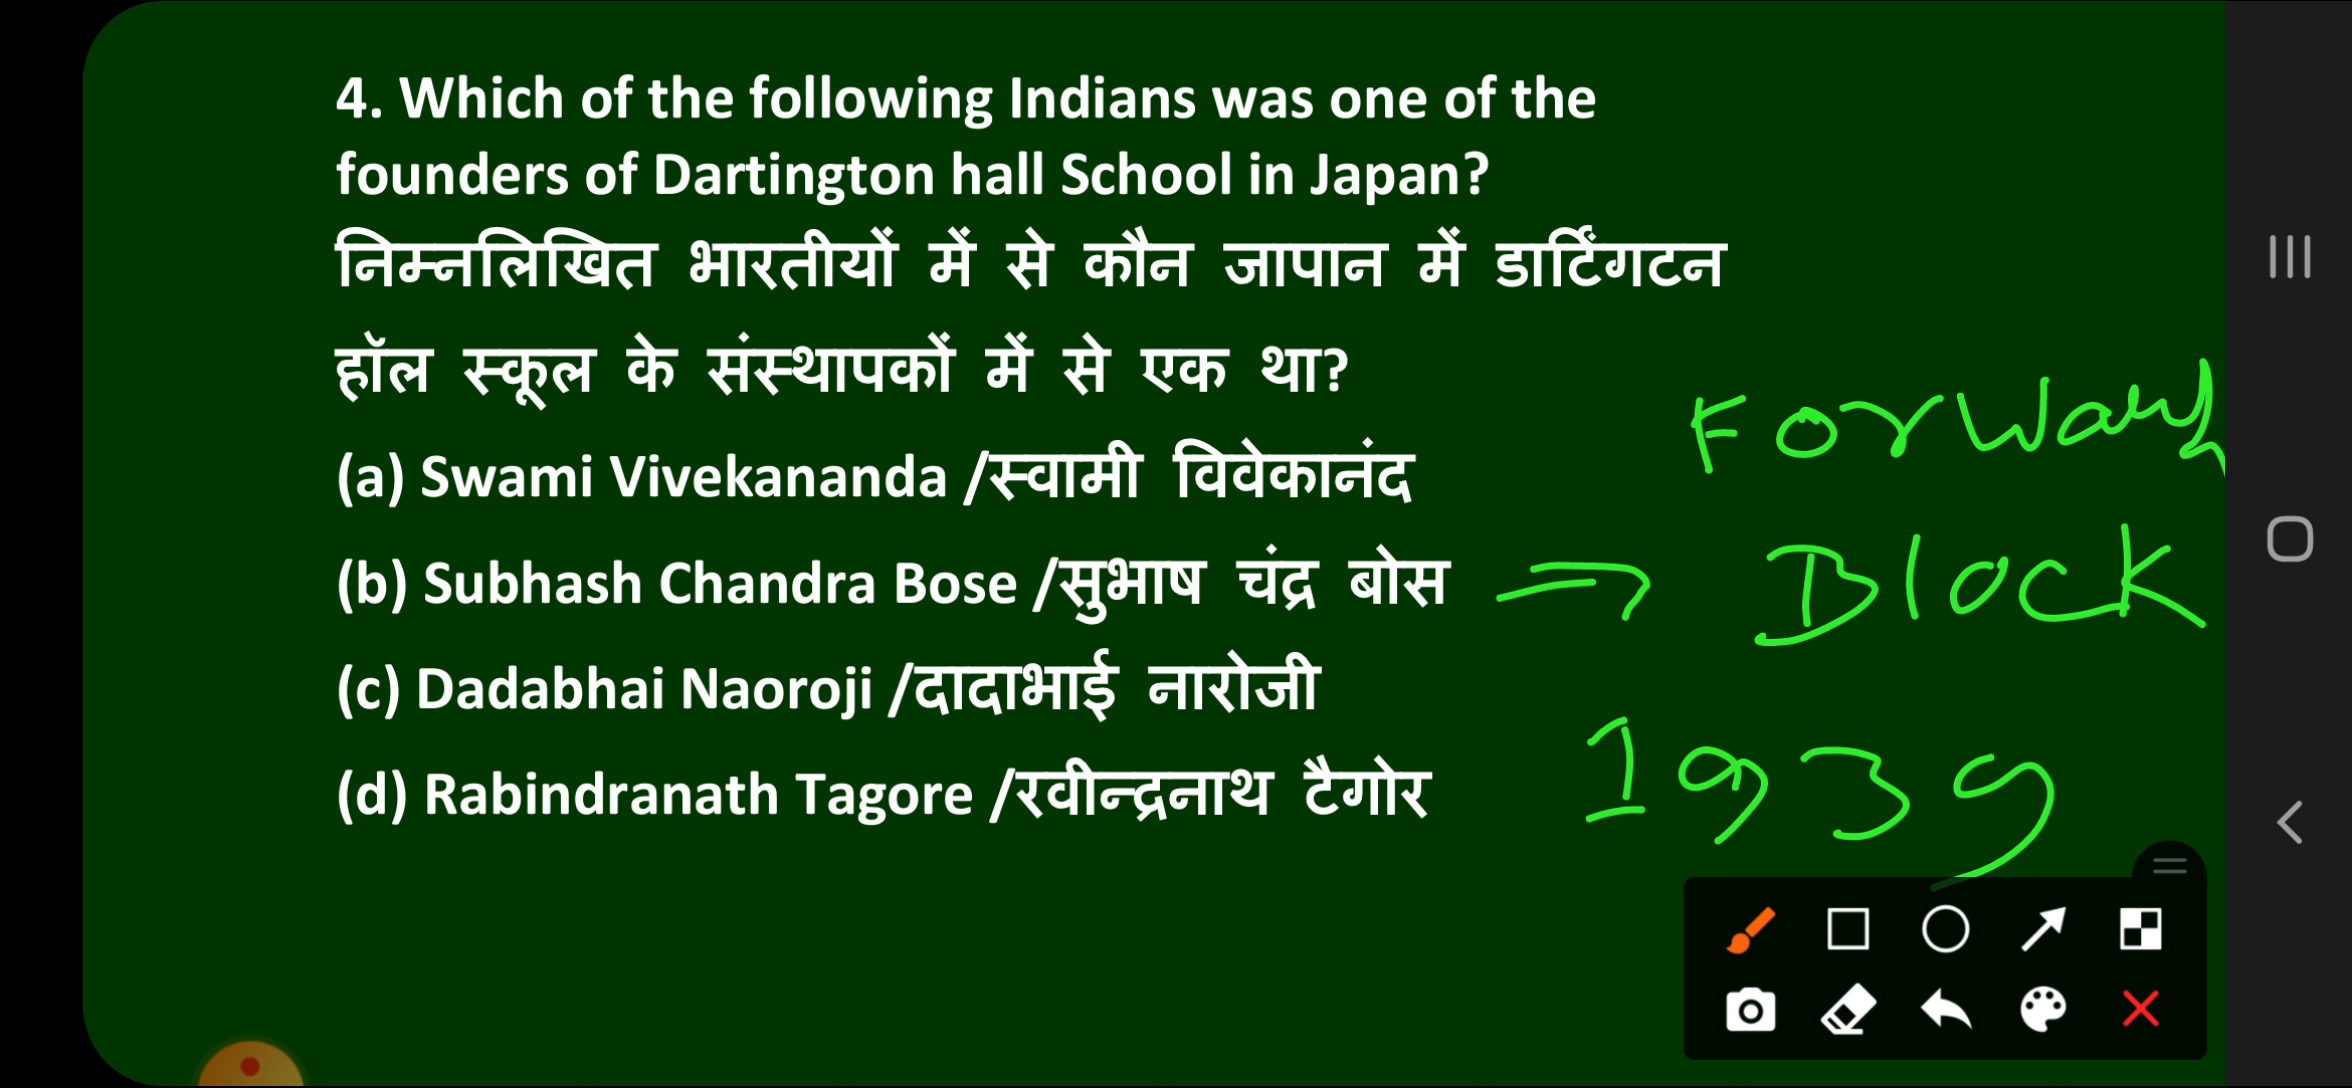 4. Which of the following Indians was one of the
founders of Dartington hall School in Japan?
निम्नलिखित भारतीयों में से कौन जापान में डार्टिंगटन
हॉल स्कूल के संस्थापकों में से एक था?
(a) Swami Vivekananda /स्वामी विवेकानंद
(b) Subhash Chandra Bose /सुभाष चंद्र बोस
(c) Dadabhai Naoroji /दादाभाई नारोजी
(d) Rabindranath Tagore /रवीन्द्रनाथ टैगोर
Forward
Block
1939